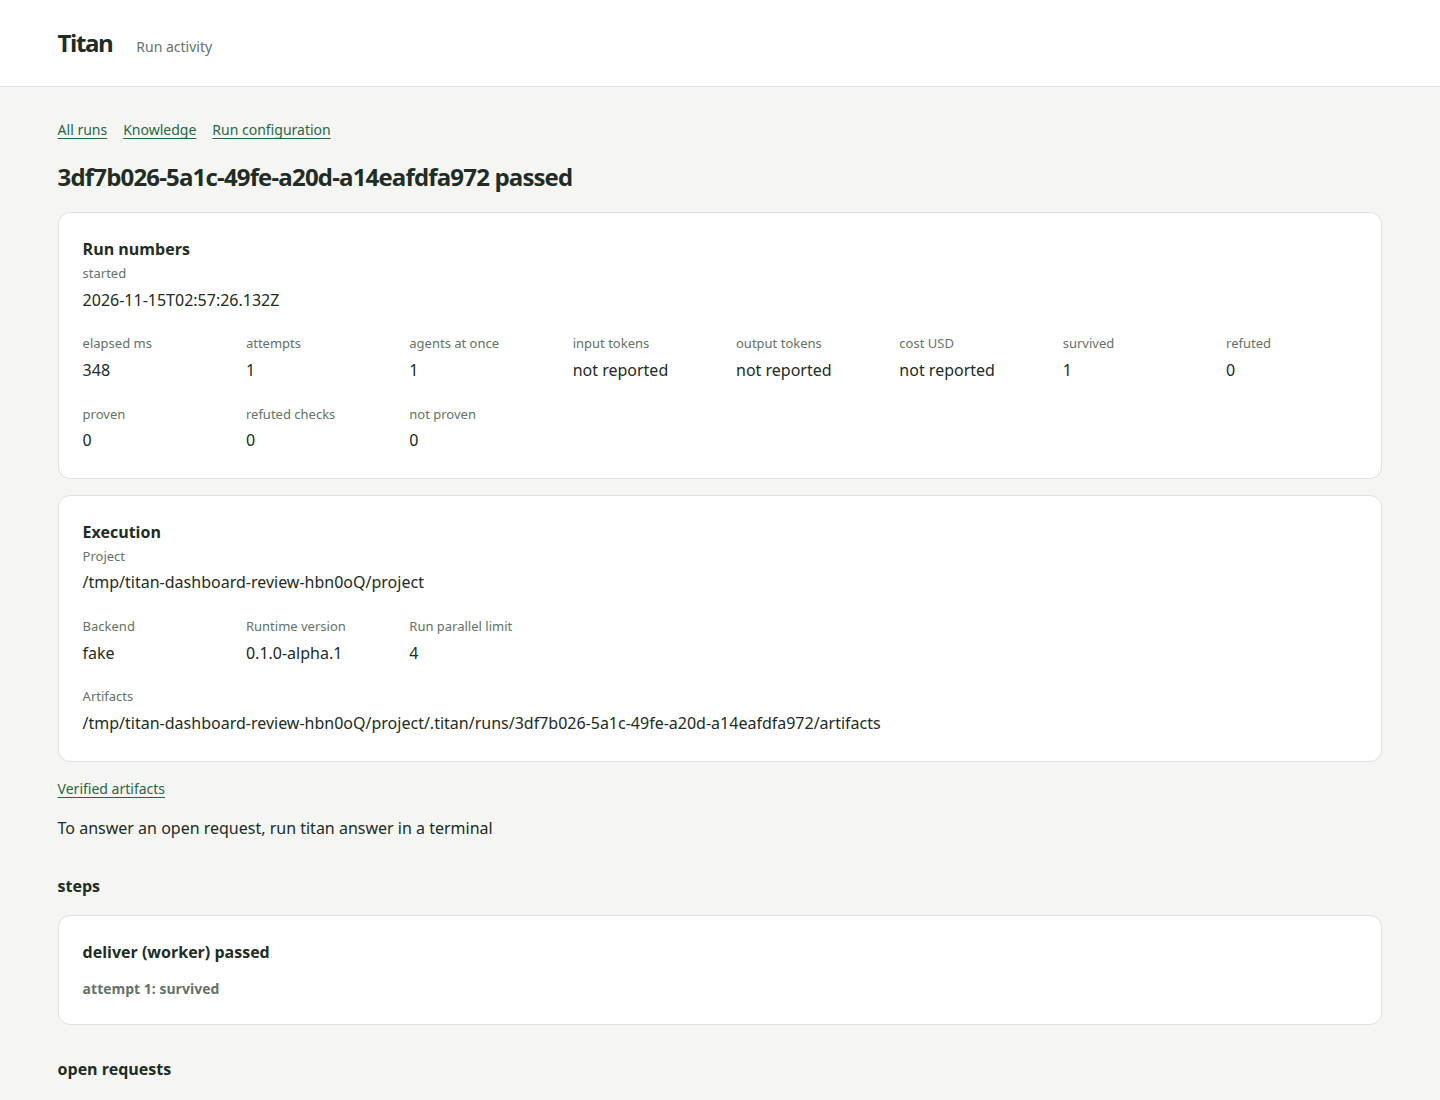 Titan Run activity
All runs Knowledge Run configuration
3df7b026-5a1c-49fe-a20d-a14eafdfa972 passed
Run numbers
started
2026-11-15T02:57:26.132Z
elapsed ms attempts agents at once input tokens output tokens cost USD survived refuted
348 1 1 not reported not reported not reported 1 0
proven refuted checks not proven
0 0 0
Execution
Project
/tmp/titan-dashboard-review-hbn0oQ/project
Backend Runtime version Run parallel limit
fake 0.1.0-alpha.1 4
Artifacts
/tmp/titan-dashboard-review-hbn0oQ/project/.titan/runs/3df7b026-5a1c-49fe-a20d-a14eafdfa972/artifacts
Verified artifacts
To answer an open request, run titan answer in a terminal
steps
deliver (worker) passed
attempt 1: survived
open requests